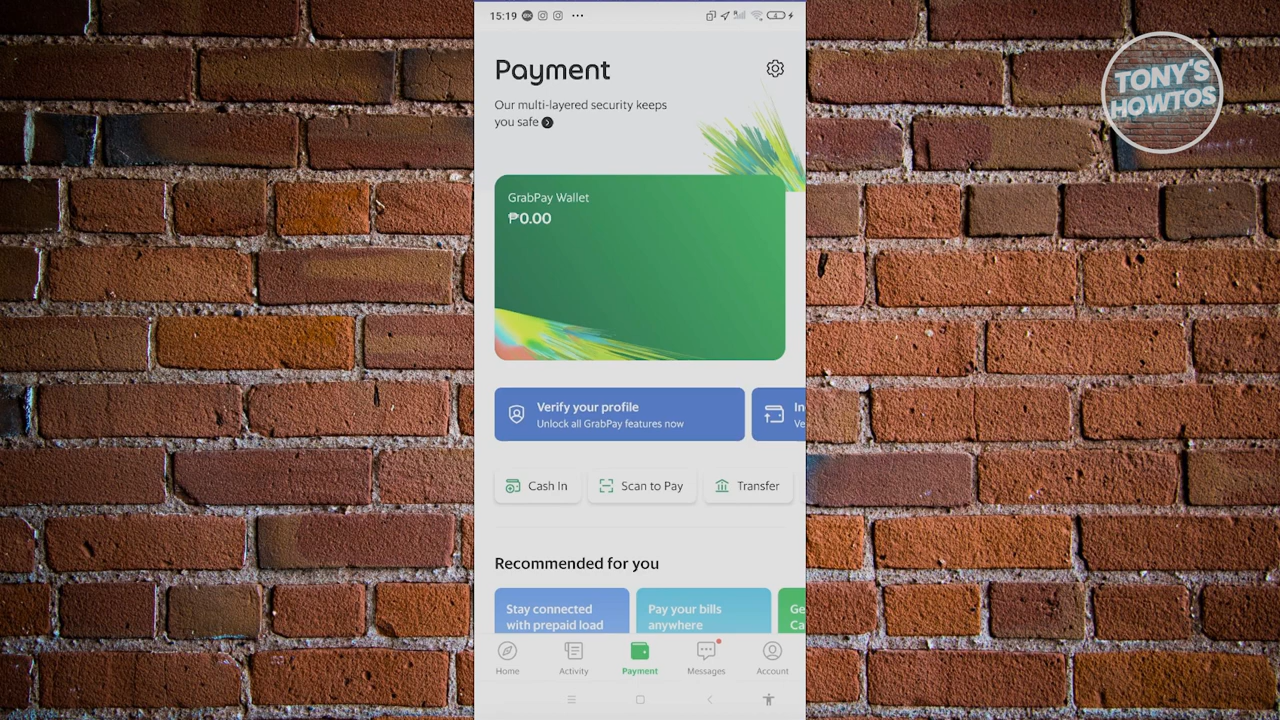 15:19
Payment
Our multi-layered security keeps
you safe
GrabPay Wallet
₱0.00
Verify your profile
Unlock all GrabPay features now
In
Ve
Cash In
Scan to Pay
Transfer
Recommended for you
Stay connected
with prepaid load
Pay your bills
anywhere
Ge
Ca
Home
Activity
Payment
Messages
Account
TONY'S
HOWTOS